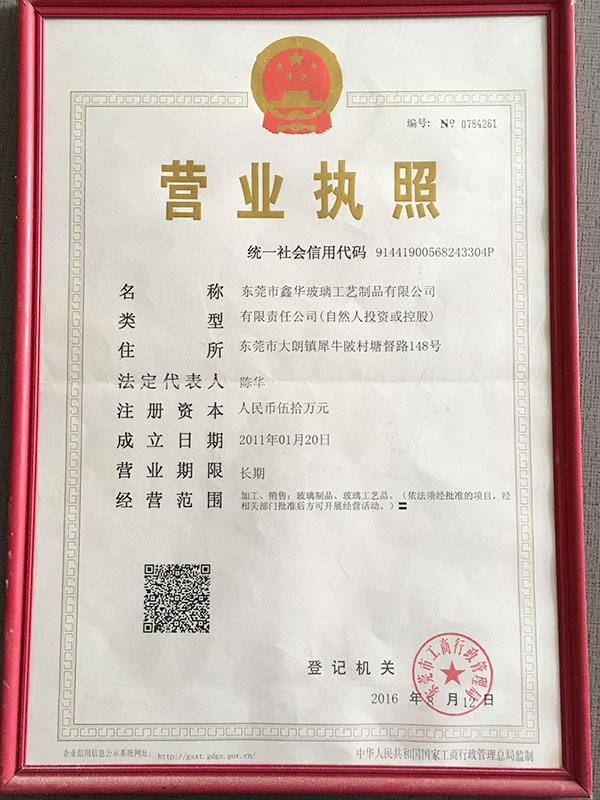 编号: № 0784261
营业执照
统一社会信用代码 91441900568243304P
名称 东莞市鑫华玻璃工艺制品有限公司
类型 有限责任公司(自然人投资或控股)
住所 东莞市大朗镇犀牛陂村塘督路148号
法定代表人 陈华
注册资本 人民币伍拾万元
成立日期 2011年01月20日
营业期限 长期
经营范围 加工、销售：玻璃制品、玻璃工艺品。（依法须经批准的项目，经
相关部门批准后方可开展经营活动。）〓
登记机关
东莞市工商行政管理局
2016 年 8 月 12 日
企业信用信息公示系统网址: http://gsxt.gdgs.gov.cn/
中华人民共和国国家工商行政管理总局监制